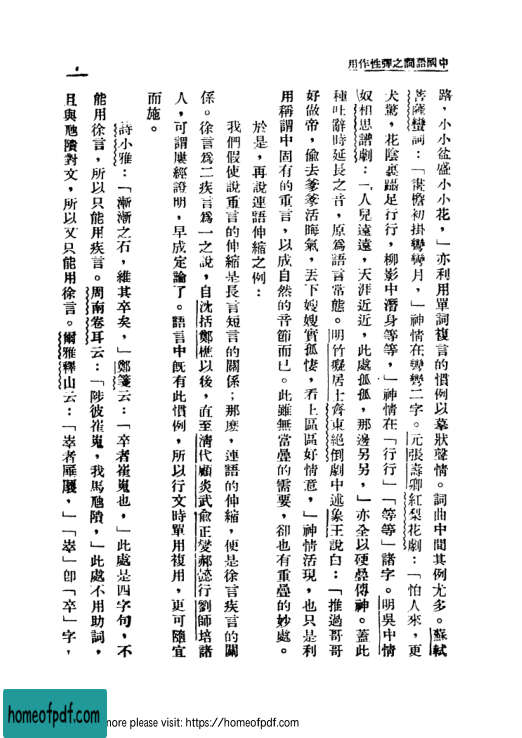 中國語詞之彈性作用
路，小小盆盛小小花，」亦利用單詞複言的慣例以摹狀聲情。詞曲中間其例尤多。蘇軾
菩薩蠻詞：「畫檐初掛彎彎月，」神情在彎彎二字。元張壽卿紅梨花劇：「怕人來，更
犬驚，花陰裏躡足行行，柳影中潛身等等，」神情在「行行」「等等」諸字。明吳中情
奴相思譜劇：「人兒遠遠，天涯近近，此處孤孤，那邊另另，」亦全以硬疊傳神。蓋此
種吐辭時延長之音，原爲語言常態。明竹癡居士齊東絕倒劇中述象王說白：「推過哥哥
好做帝，偷去爹爹活晦氣，丟下嫂嫂實孤悽，看上區區好情意，」神情活現，也只是利
用稱謂中固有的重言，以成自然的音節而已。此雖無當疊的需要，卻也有重疊的妙處。
於是，再說連語伸縮之例：
我們假使說重言的伸縮是長言短言的關係；那麽，連語的伸縮，便是徐言疾言的關
係。徐言爲二疾言爲一之說，自沈括鄭樵以後，直至清代顧炎武俞正燮郝懿行劉師培諸
人，可謂屢經證明，早成定論了。語言中既有此慣例，所以行文時單用複用，更可隨宜
而施。
詩小雅：「漸漸之石，維其卒矣，」鄭箋云：「卒者崔嵬也，」此處是四字句，不
能用徐言，所以只能用疾言。周南卷耳云：「陟彼崔嵬，我馬虺隤，」此處不用助詞，
且與虺隤對文，所以又只能用徐言。爾雅釋山云：「崒者厜㕒，」「崒」卽「卒」字，
homeofpdf.com
more please visit: https://homeofpdf.com